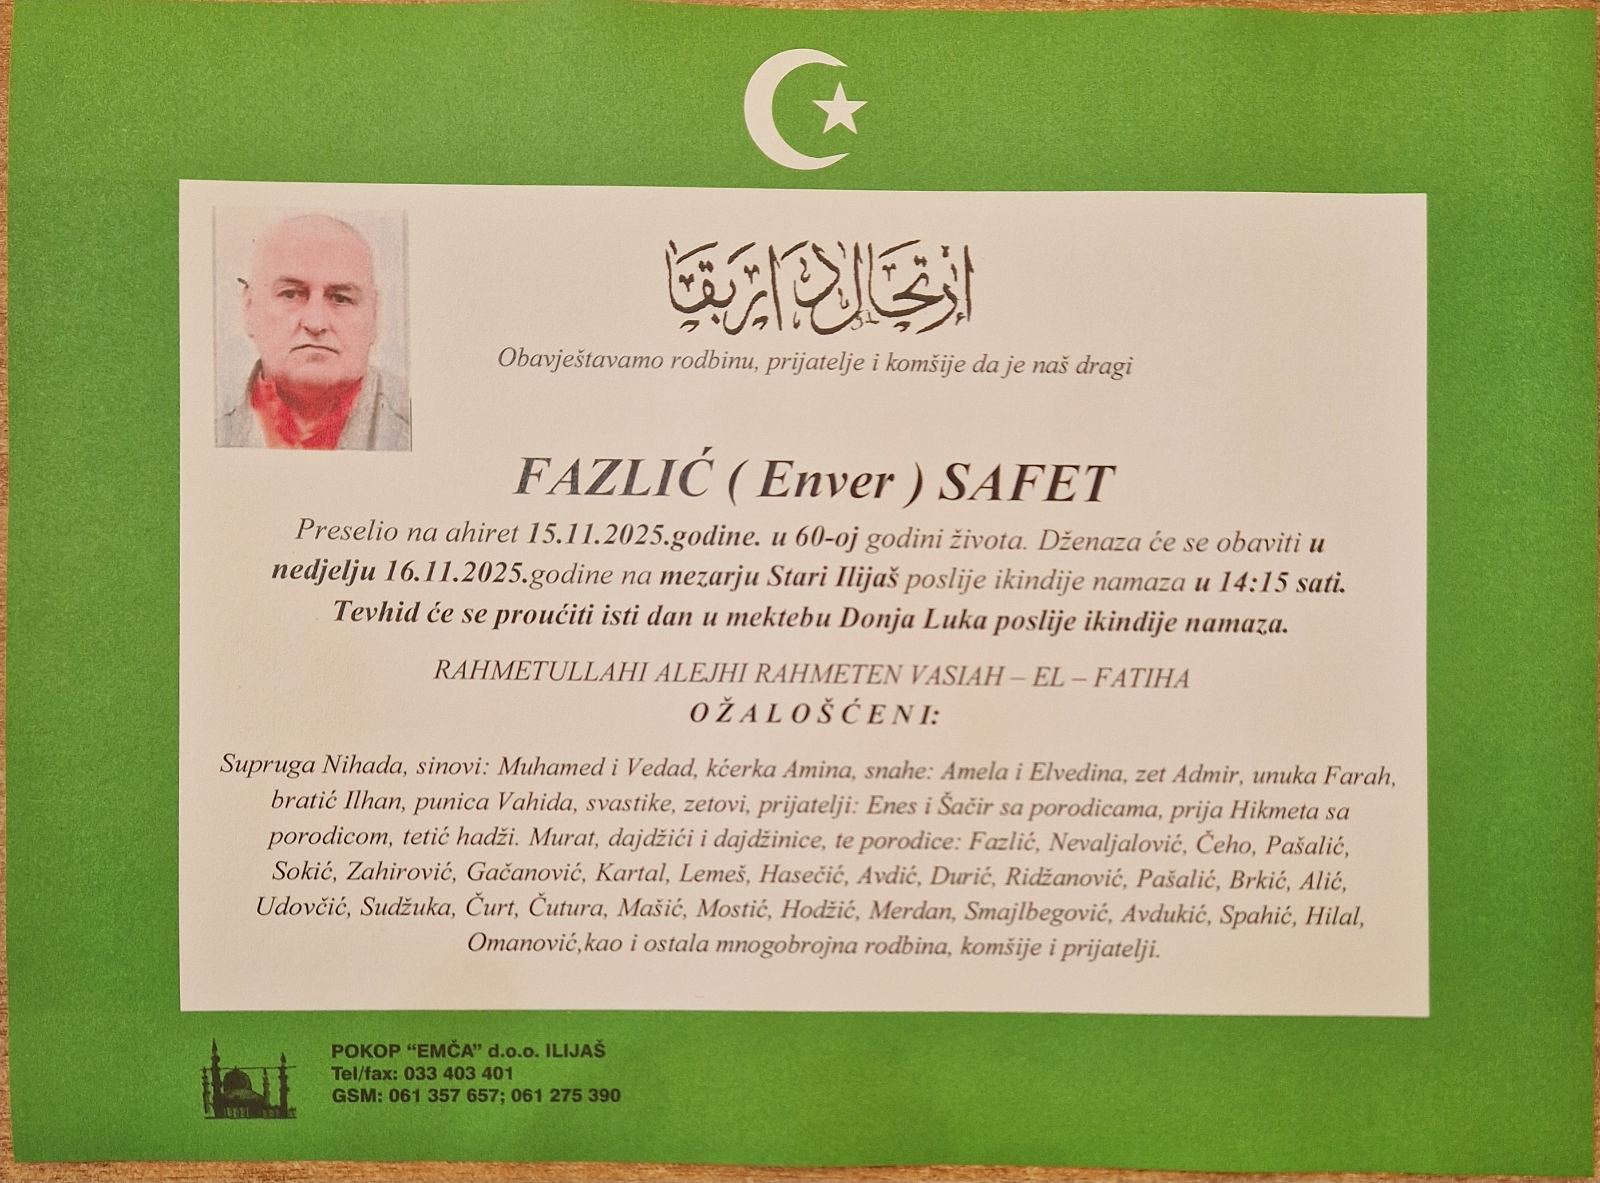 إرتحال دار بقا
Obavještavamo rodbinu, prijatelje i komšije da je naš dragi
FAZLIĆ ( Enver ) SAFET
Preselio na ahiret 15.11.2025.godine. u 60-oj godini života. Dženaza će se obaviti u
nedjelju 16.11.2025.godine na mezarju Stari Ilijaš poslije ikindije namaza u 14:15 sati.
Tevhid će se proućiti isti dan u mektebu Donja Luka poslije ikindije namaza.
RAHMETULLAHI ALEJHI RAHMETEN VASIAH – EL – FATIHA
O Ž A L O Š Ć E N I:
Supruga Nihada, sinovi: Muhamed i Vedad, kćerka Amina, snahe: Amela i Elvedina, zet Admir, unuka Farah,
bratić Ilhan, punica Vahida, svastike, zetovi, prijatelji: Enes i Šačir sa porodicama, prija Hikmeta sa
porodicom, tetić hadži. Murat, dajdžići i dajdžinice, te porodice: Fazlić, Nevaljalović, Čeho, Pašalić,
Sokić, Zahirović, Gačanović, Kartal, Lemeš, Hasečić, Avdić, Durić, Ridžanović, Pašalić, Brkić, Alić,
Udovčić, Sudžuka, Čurt, Čutura, Mašić, Mostić, Hodžić, Merdan, Smajlbegović, Avdukić, Spahić, Hilal,
Omanović,kao i ostala mnogobrojna rodbina, komšije i prijatelji.
POKOP “EMČA” d.o.o. ILIJAŠ
Tel/fax: 033 403 401
GSM: 061 357 657; 061 275 390